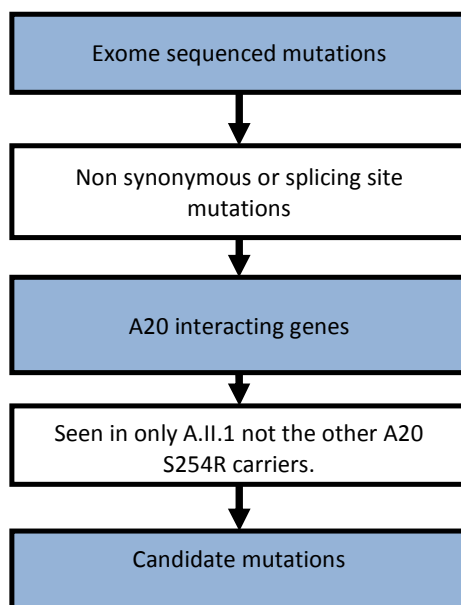 Exome sequenced mutations
Non synonymous or splicing site
mutations
A20 interacting genes
Seen in only A.II.1 not the other A20
S254R carriers.
Candidate mutations